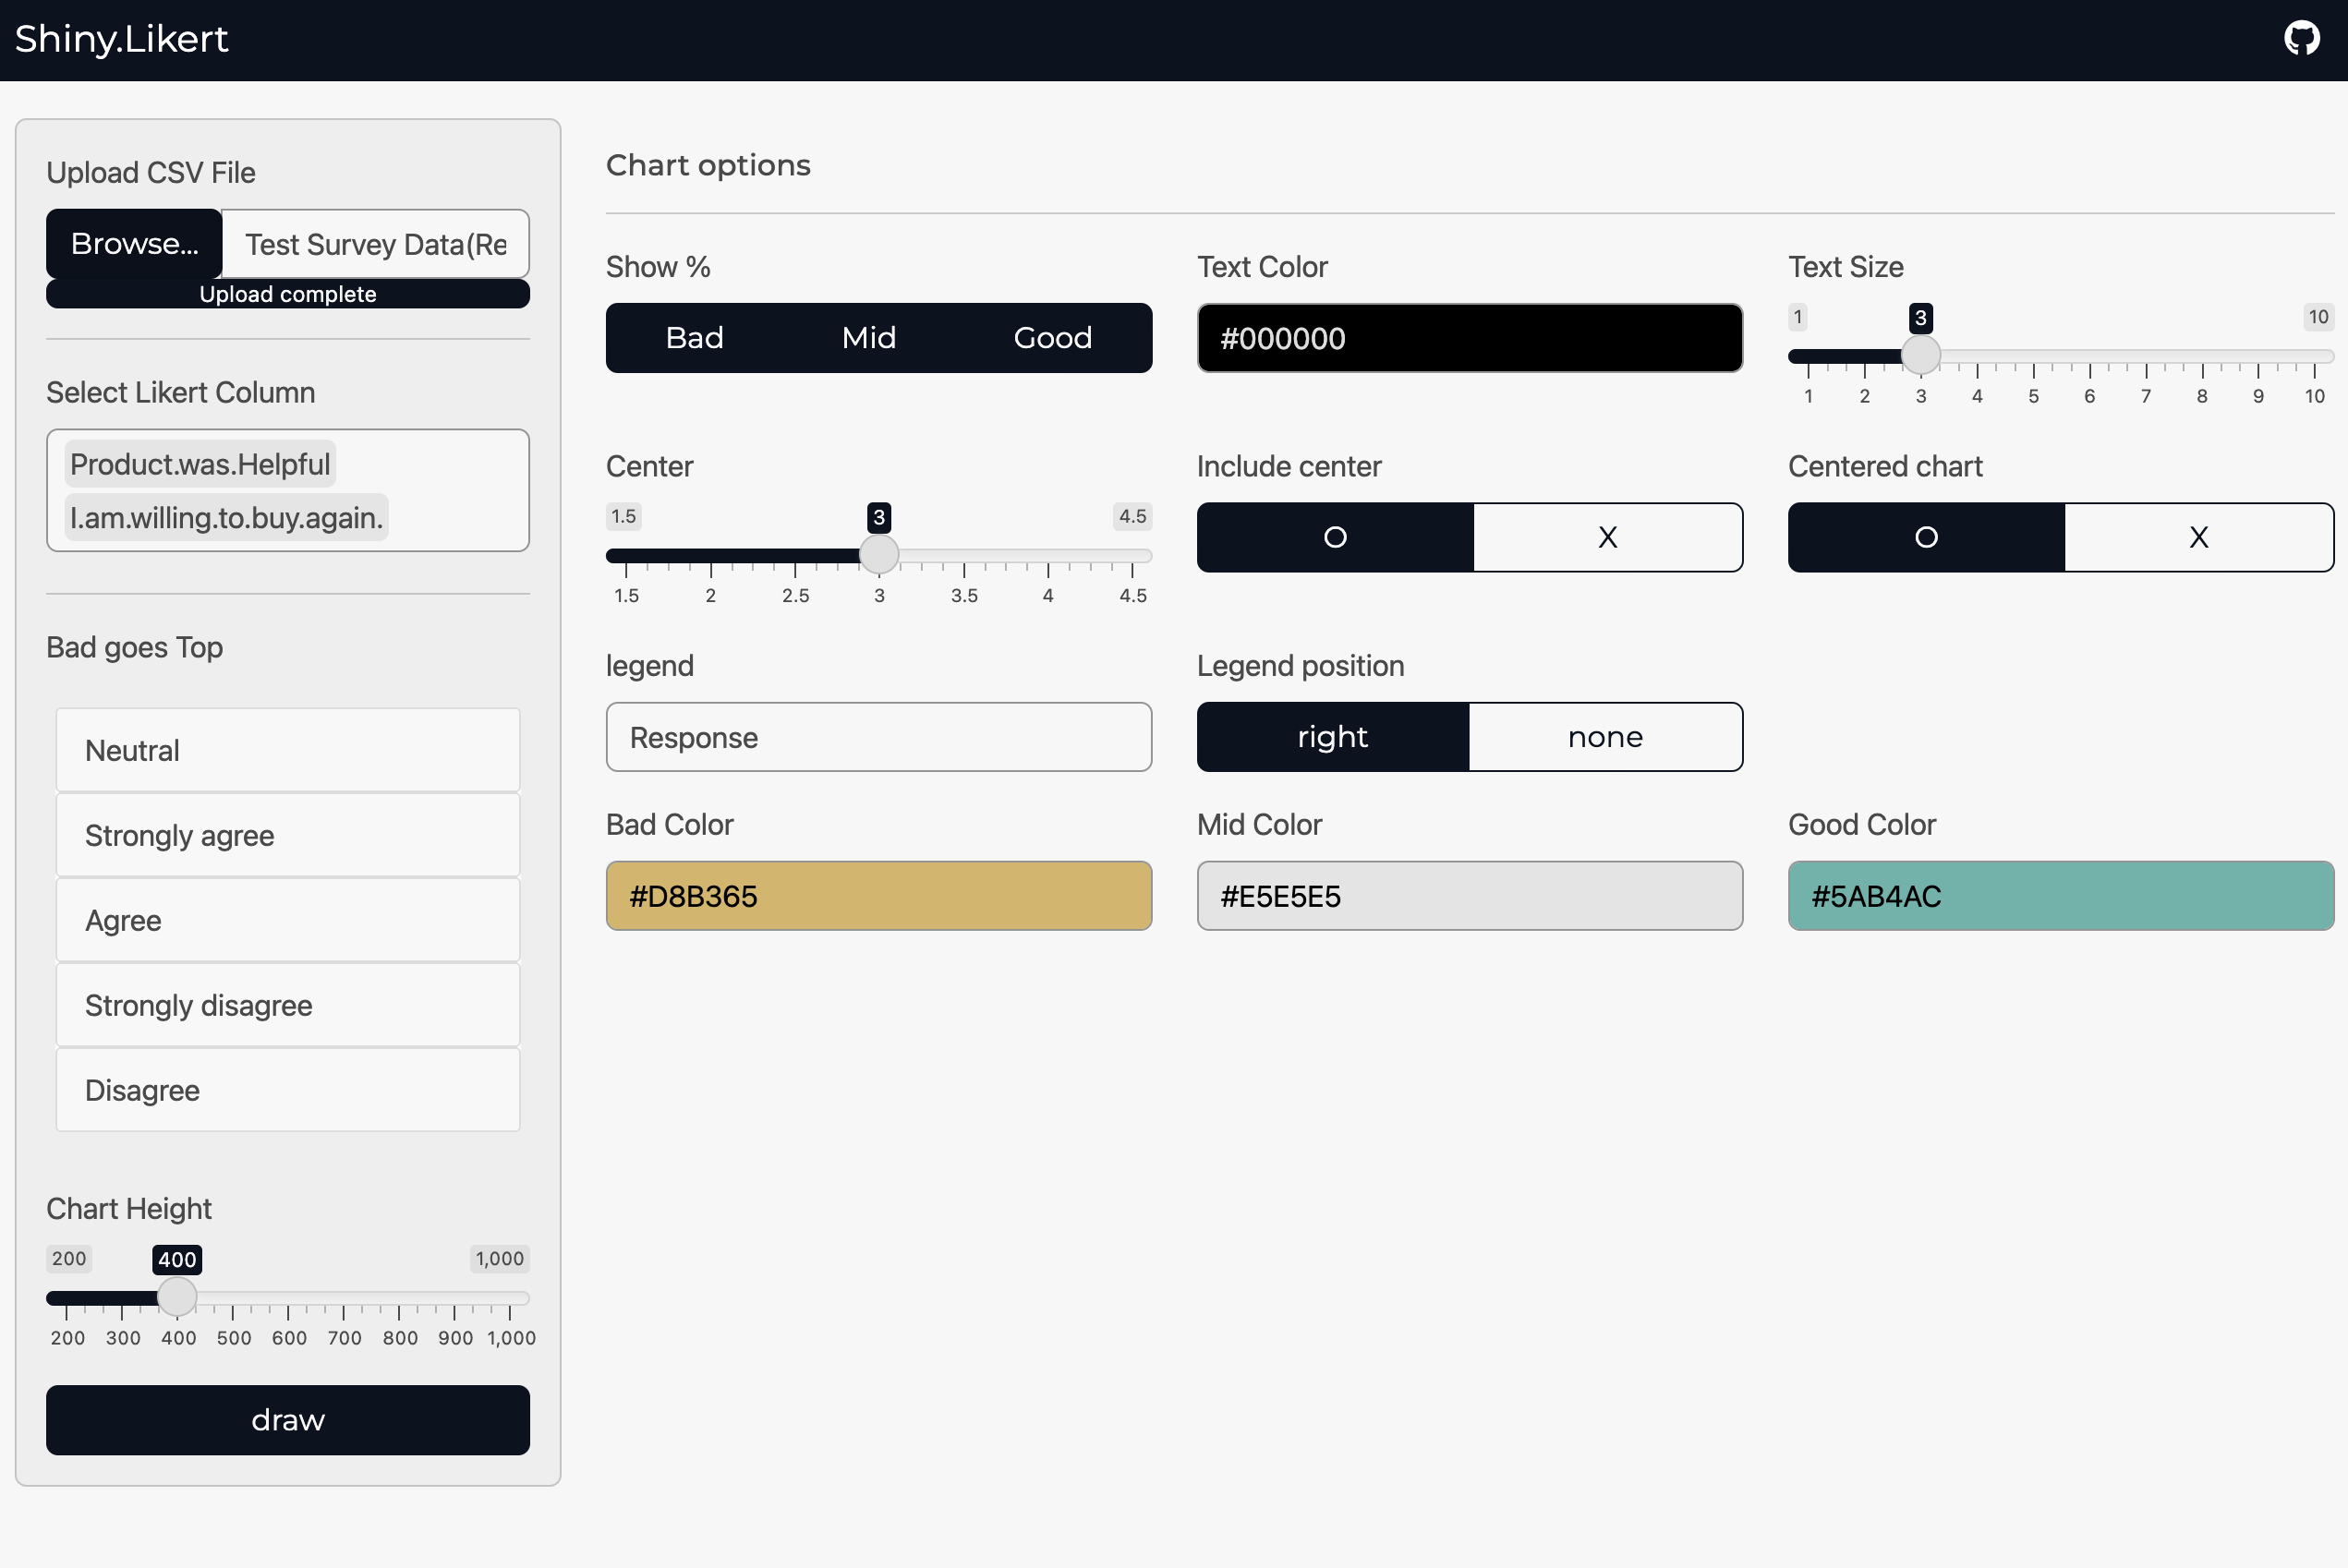 Shiny.Likert
Upload CSV File
Browse...
Test Survey Data(Re
Upload complete
Select Likert Column
Product.was.Helpful
I.am.willing.to.buy.again.
Bad goes Top
Neutral
Strongly agree
Agree
Strongly disagree
Disagree
Chart Height
200 400 1,000
200 300 400 500 600 700 800 900 1,000
draw
Chart options
Show %
Bad Mid Good
Text Color
#000000
Text Size
1 3 10
1 2 3 4 5 6 7 8 9 10
Center
1.5 3 4.5
1.5 2 2.5 3 3.5 4 4.5
Include center
O X
Centered chart
O X
legend
Response
Legend position
right none
Bad Color
#D8B365
Mid Color
#E5E5E5
Good Color
#5AB4AC